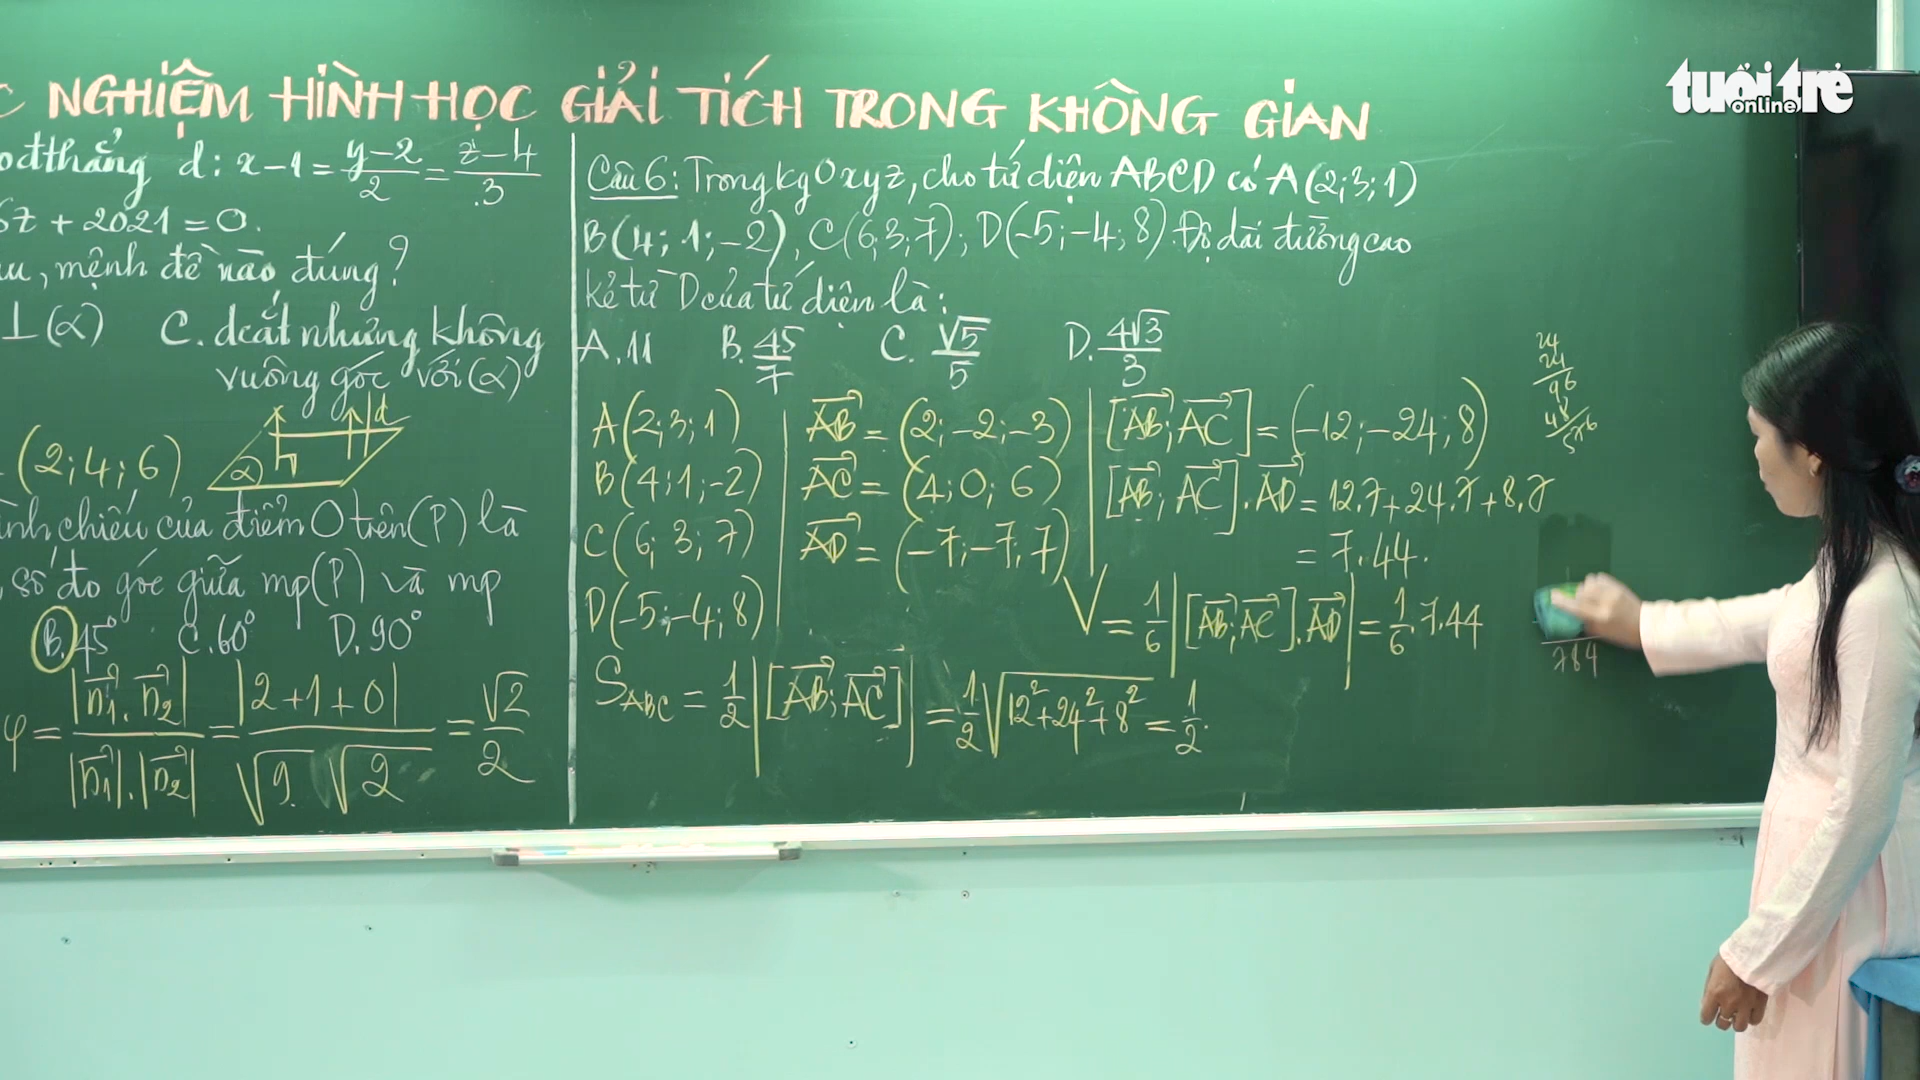 tuổi trẻ
online
C NGHIỆM HÌNH HỌC GIẢI TÍCH TRONG KHÔNG GIAN
đthẳng d: x-1 = y-2/2 = z-4/3
z + 2021 = 0.
u, mệnh đề nào đúng?
⊥(α) C. d cắt nhưng không
vuông góc với (α)
(2; 4; 6) α d
ình chiếu của điểm O trên (P) là
, số đo góc giữa mp(P) và mp
B. 45° C. 60° D. 90°
φ = |n₁.n₂|/|n₁|.|n₂| = |2+1+0|/√9.√2 = √2/2
Câu 6: Trong kg Oxyz, cho tứ diện ABCD có A(2; 3; 1)
B(4; 1; -2), C(6; 3; 7), D(-5; -4; 8). Độ dài đường cao
kẻ từ D của tứ diện là:
A. 11 B. 45/7 C. √5/5 D. 4√3/3
A(2; 3; 1)
B(4; 1; -2)
C(6; 3; 7)
D(-5; -4; 8)
AB = (2; -2; -3)
AC = (4; 0; 6)
AD = (-7; -7; 7)
[AB; AC] = (-12; -24; 8)
[AB; AC].AD = 12.7 + 24.7 + 8.7
= 7.44.
V = 1/6 |[AB; AC].AD| = 1/6.7.44
S_ABC = 1/2 |[AB; AC]| = 1/2 √12²+24²+8² = 1/2.
24
24
96
48
576
784